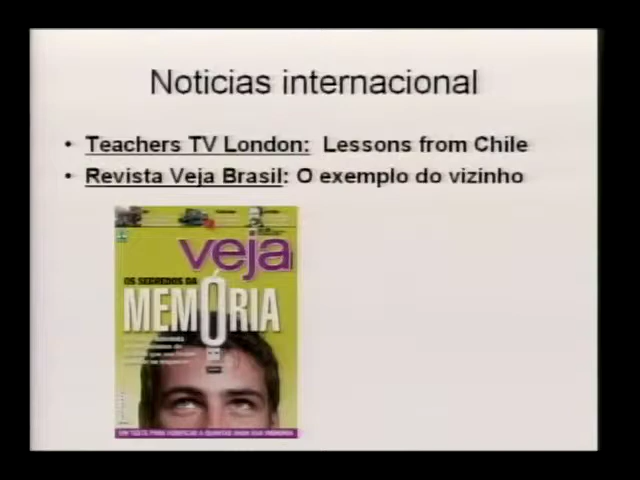 Noticias internacional
• Teachers TV London: Lessons from Chile
• Revista Veja Brasil: O exemplo do vizinho
veja
OS SEGREDOS DA
MEMÓRIA